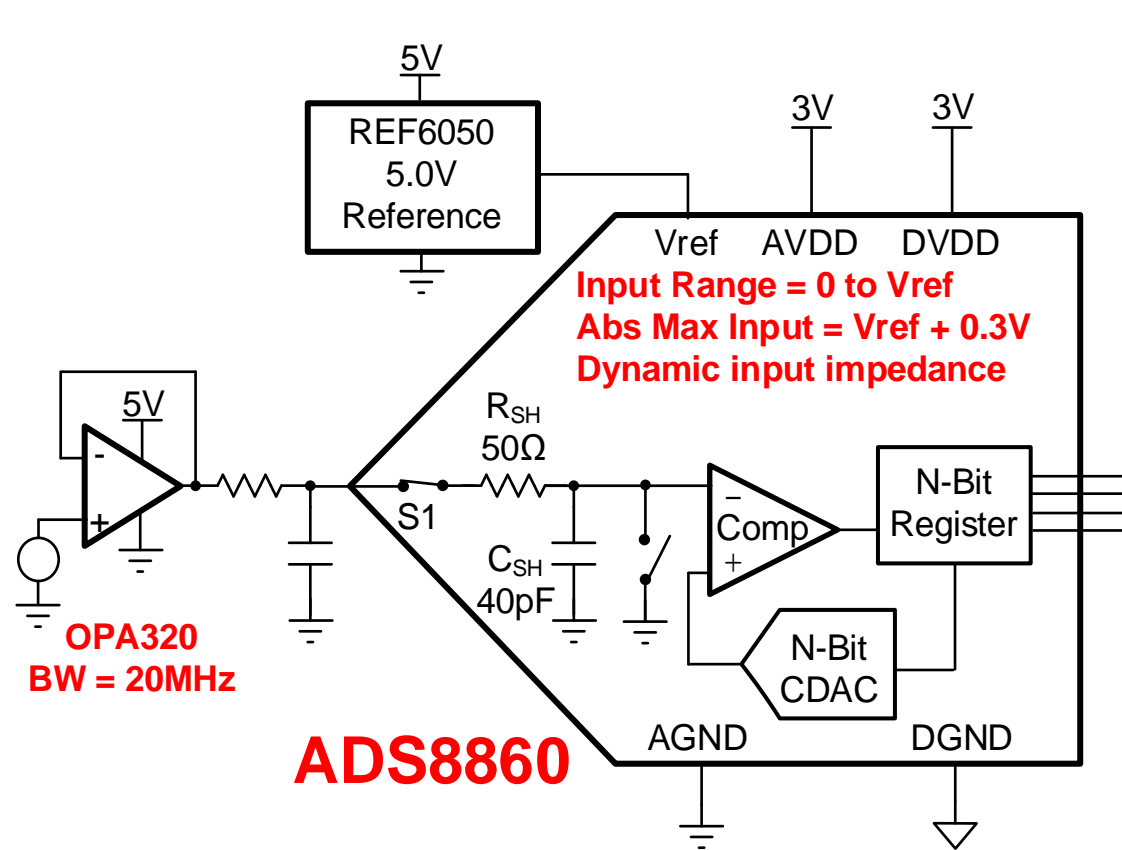 5V
REF6050
5.0V
Reference
3V
3V
Vref
AVDD
DVDD
Input Range = 0 to Vref
Abs Max Input = Vref + 0.3V
Dynamic input impedance
5V
-
+
OPA320
BW = 20MHz
S1
RSH
50Ω
CSH
40pF
−
Comp
+
N-Bit
Register
N-Bit
CDAC
AGND
DGND
ADS8860